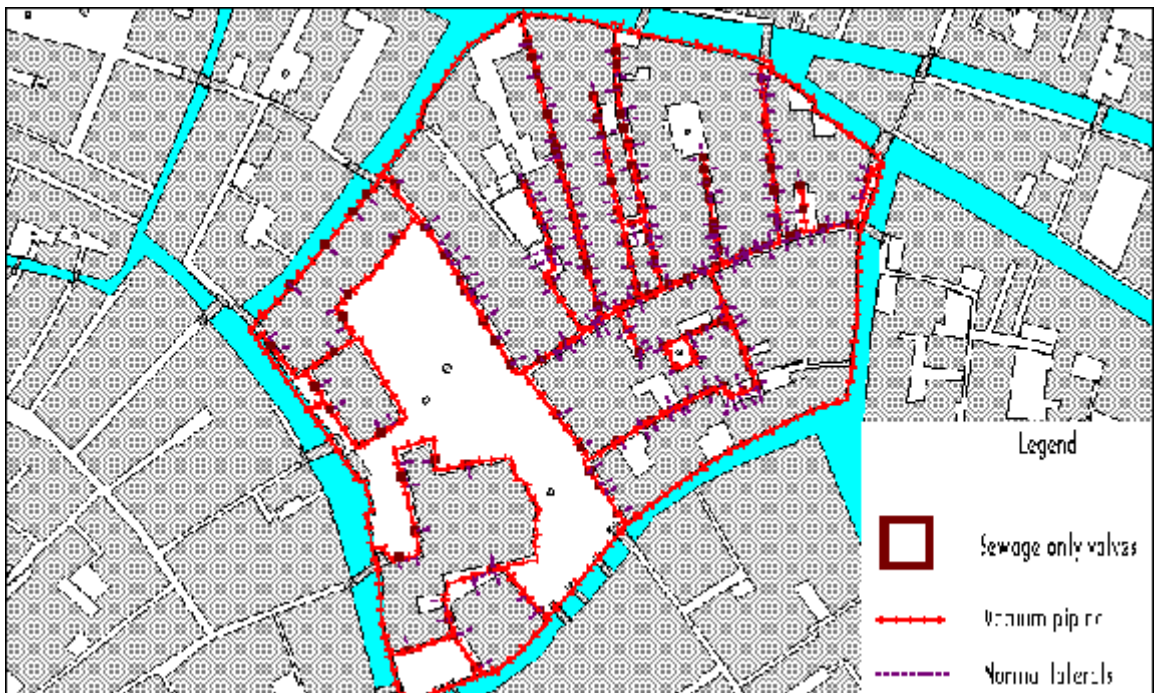 Legend
Sewage only valves
Vacuum piping
Normal laterals